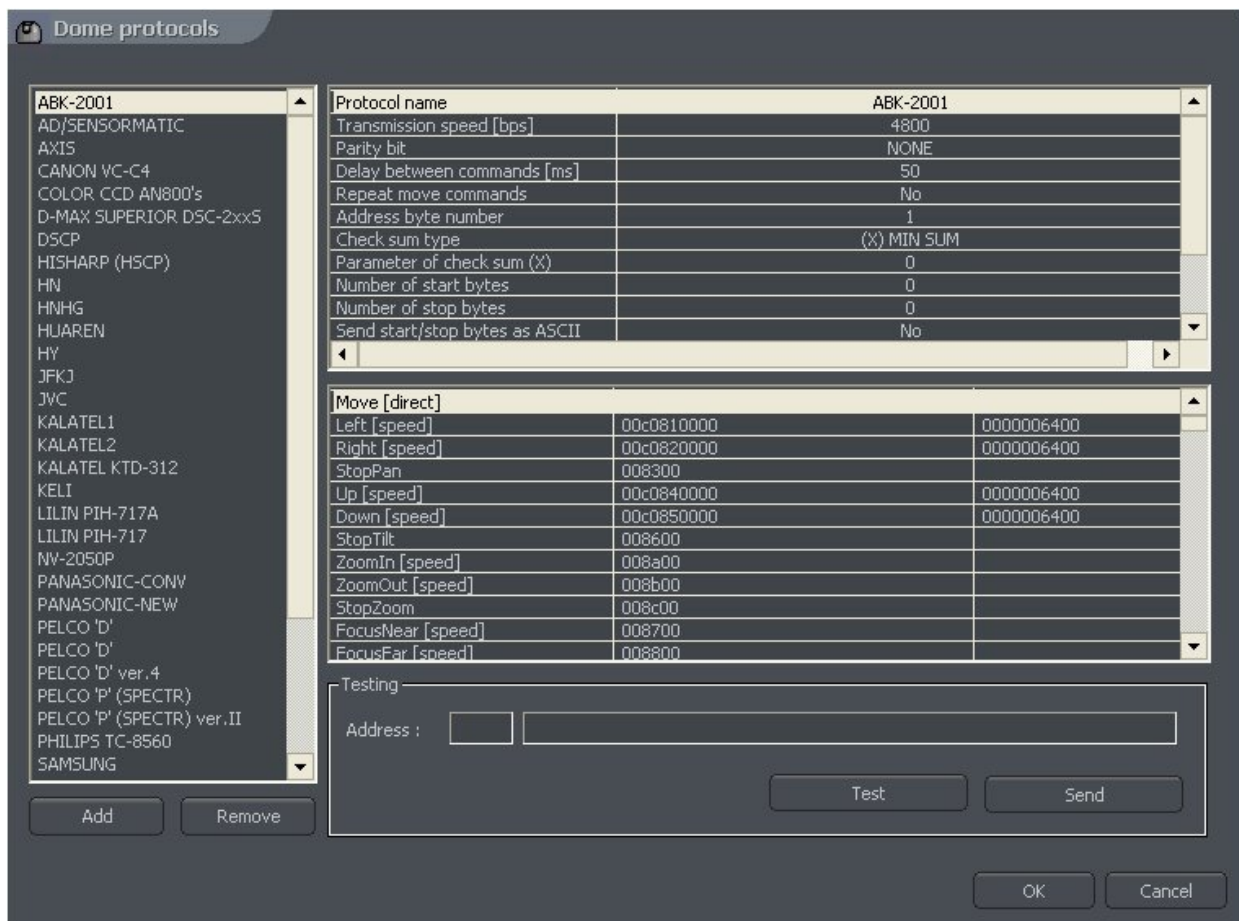 Dome protocols
ABK-2001
AD/SENSORMATIC
AXIS
CANON VC-C4
COLOR CCD AN800's
D-MAX SUPERIOR DSC-2xxS
DSCP
HISHARP (HSCP)
HN
HNHG
HUAREN
HY
JFKJ
JVC
KALATEL1
KALATEL2
KALATEL KTD-312
KELI
LILIN PIH-717A
LILIN PIH-717
NV-2050P
PANASONIC-CONV
PANASONIC-NEW
PELCO 'D'
PELCO 'D'
PELCO 'D' ver.4
PELCO 'P' (SPECTR)
PELCO 'P' (SPECTR) ver.II
PHILIPS TC-8560
SAMSUNG
Add Remove
Protocol name ABK-2001
Transmission speed [bps] 4800
Parity bit NONE
Delay between commands [ms] 50
Repeat move commands No
Address byte number 1
Check sum type (X) MIN SUM
Parameter of check sum (X) 0
Number of start bytes 0
Number of stop bytes 0
Send start/stop bytes as ASCII No
Move [direct]
Left [speed] 00c0810000 0000006400
Right [speed] 00c0820000 0000006400
StopPan 008300
Up [speed] 00c0840000 0000006400
Down [speed] 00c0850000 0000006400
StopTilt 008600
ZoomIn [speed] 008a00
ZoomOut [speed] 008b00
StopZoom 008c00
FocusNear [speed] 008700
FocusFar [speed] 008800
Testing
Address :
Test Send
OK Cancel